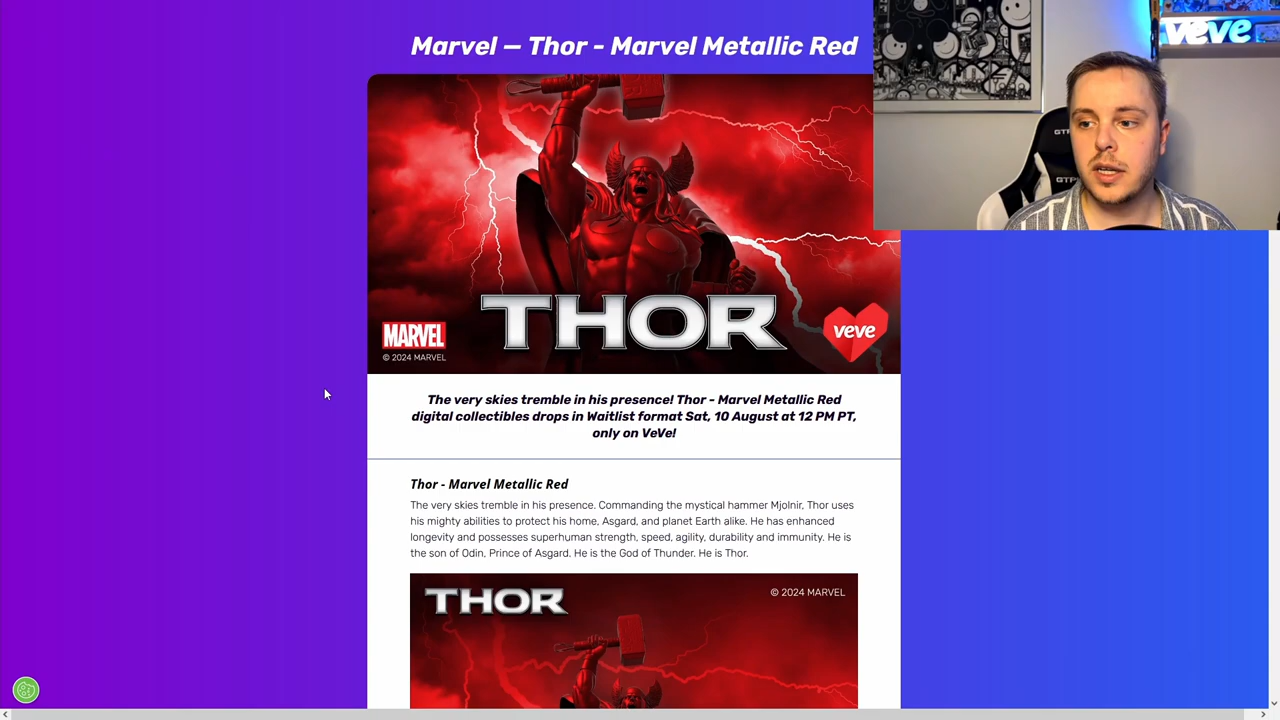 Marvel — Thor - Marvel Metallic Red
veve
GT
GTP
THOR
MARVEL
© 2024 MARVEL
veve
The very skies tremble in his presence! Thor - Marvel Metallic Red
digital collectibles drops in Waitlist format Sat, 10 August at 12 PM PT,
only on VeVe!
Thor - Marvel Metallic Red
The very skies tremble in his presence. Commanding the mystical hammer Mjolnir, Thor uses
his mighty abilities to protect his home, Asgard, and planet Earth alike. He has enhanced
longevity and possesses superhuman strength, speed, agility, durability and immunity. He is
the son of Odin, Prince of Asgard. He is the God of Thunder. He is Thor.
THOR
© 2024 MARVEL